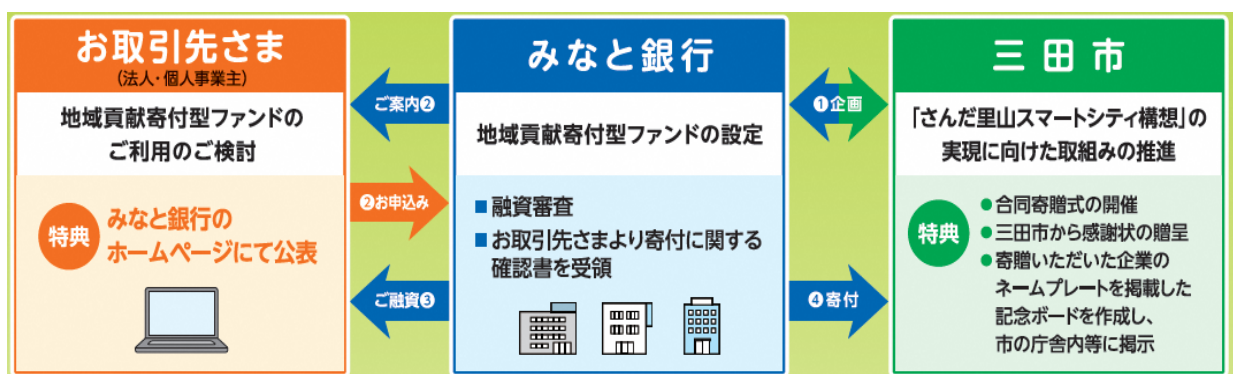 お取引先さま
(法人・個人事業主)
地域貢献寄付型ファンドの
ご利用のご検討
特典
みなと銀行の
ホームページにて公表
ご案内❷
❷お申込み
ご融資❸
みなと銀行
地域貢献寄付型ファンドの設定
■融資審査
■お取引先さまより寄付に関する
確認書を受領
❶企画
❹寄付
三田市
「さんだ里山スマートシティ構想」の
実現に向けた取組みの推進
特典
●合同寄贈式の開催
●三田市から感謝状の贈呈
●寄贈いただいた企業の
ネームプレートを掲載した
記念ボードを作成し、
市の庁舎内等に掲示